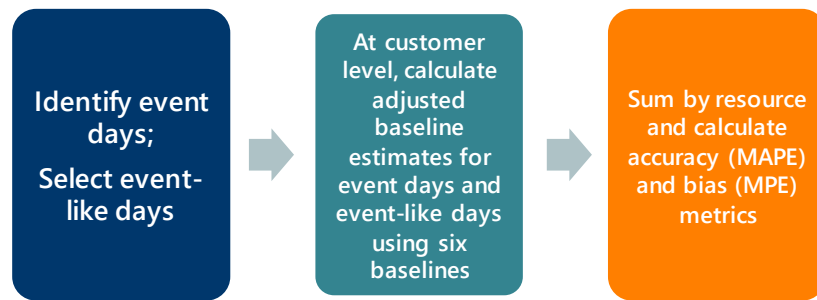 Identify event
days;
Select event-
like days
At customer
level, calculate
adjusted
baseline
estimates for
event days and
event-like days
using six
baselines
Sum by resource
and calculate
accuracy (MAPE)
and bias (MPE)
metrics